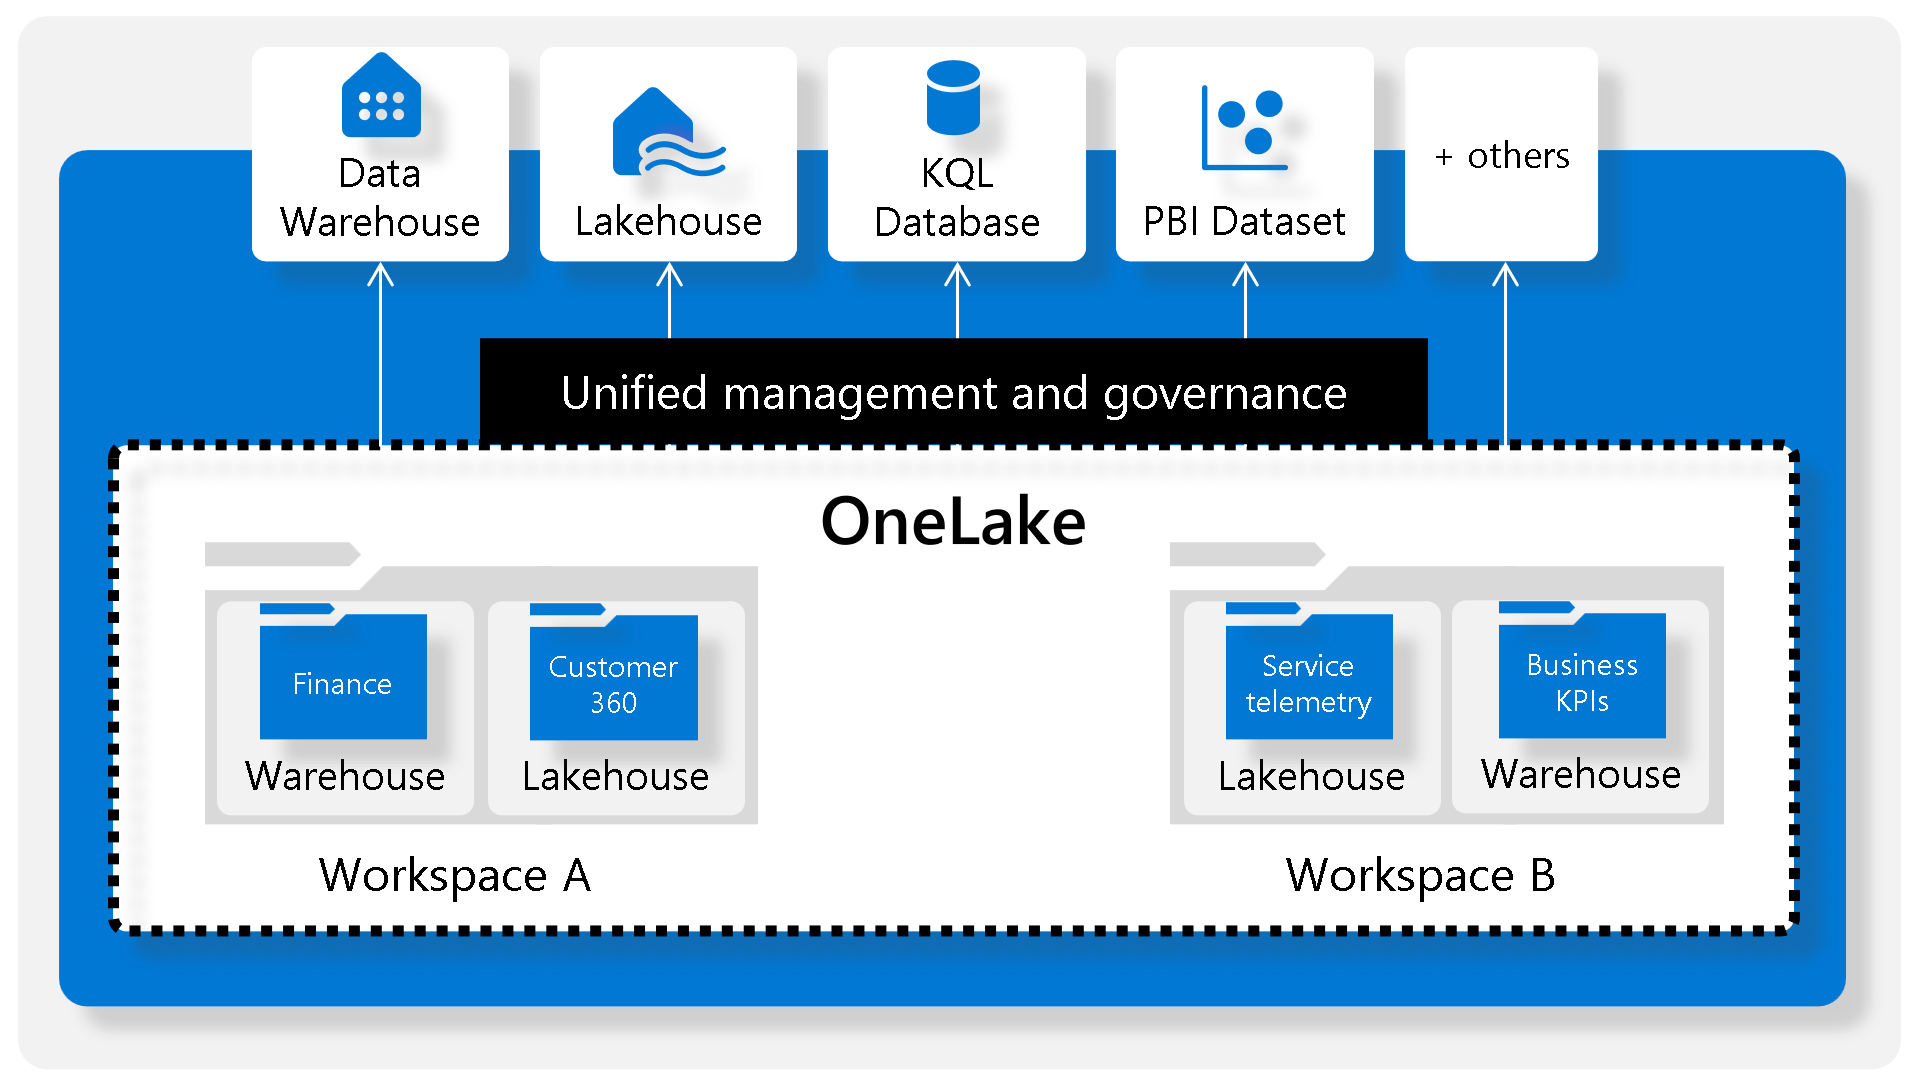 Data
Warehouse
Lakehouse
KQL
Database
PBI Dataset
+ others
Unified management and governance
OneLake
Finance
Warehouse
Customer
360
Lakehouse
Workspace A
Service
telemetry
Lakehouse
Business
KPIs
Warehouse
Workspace B